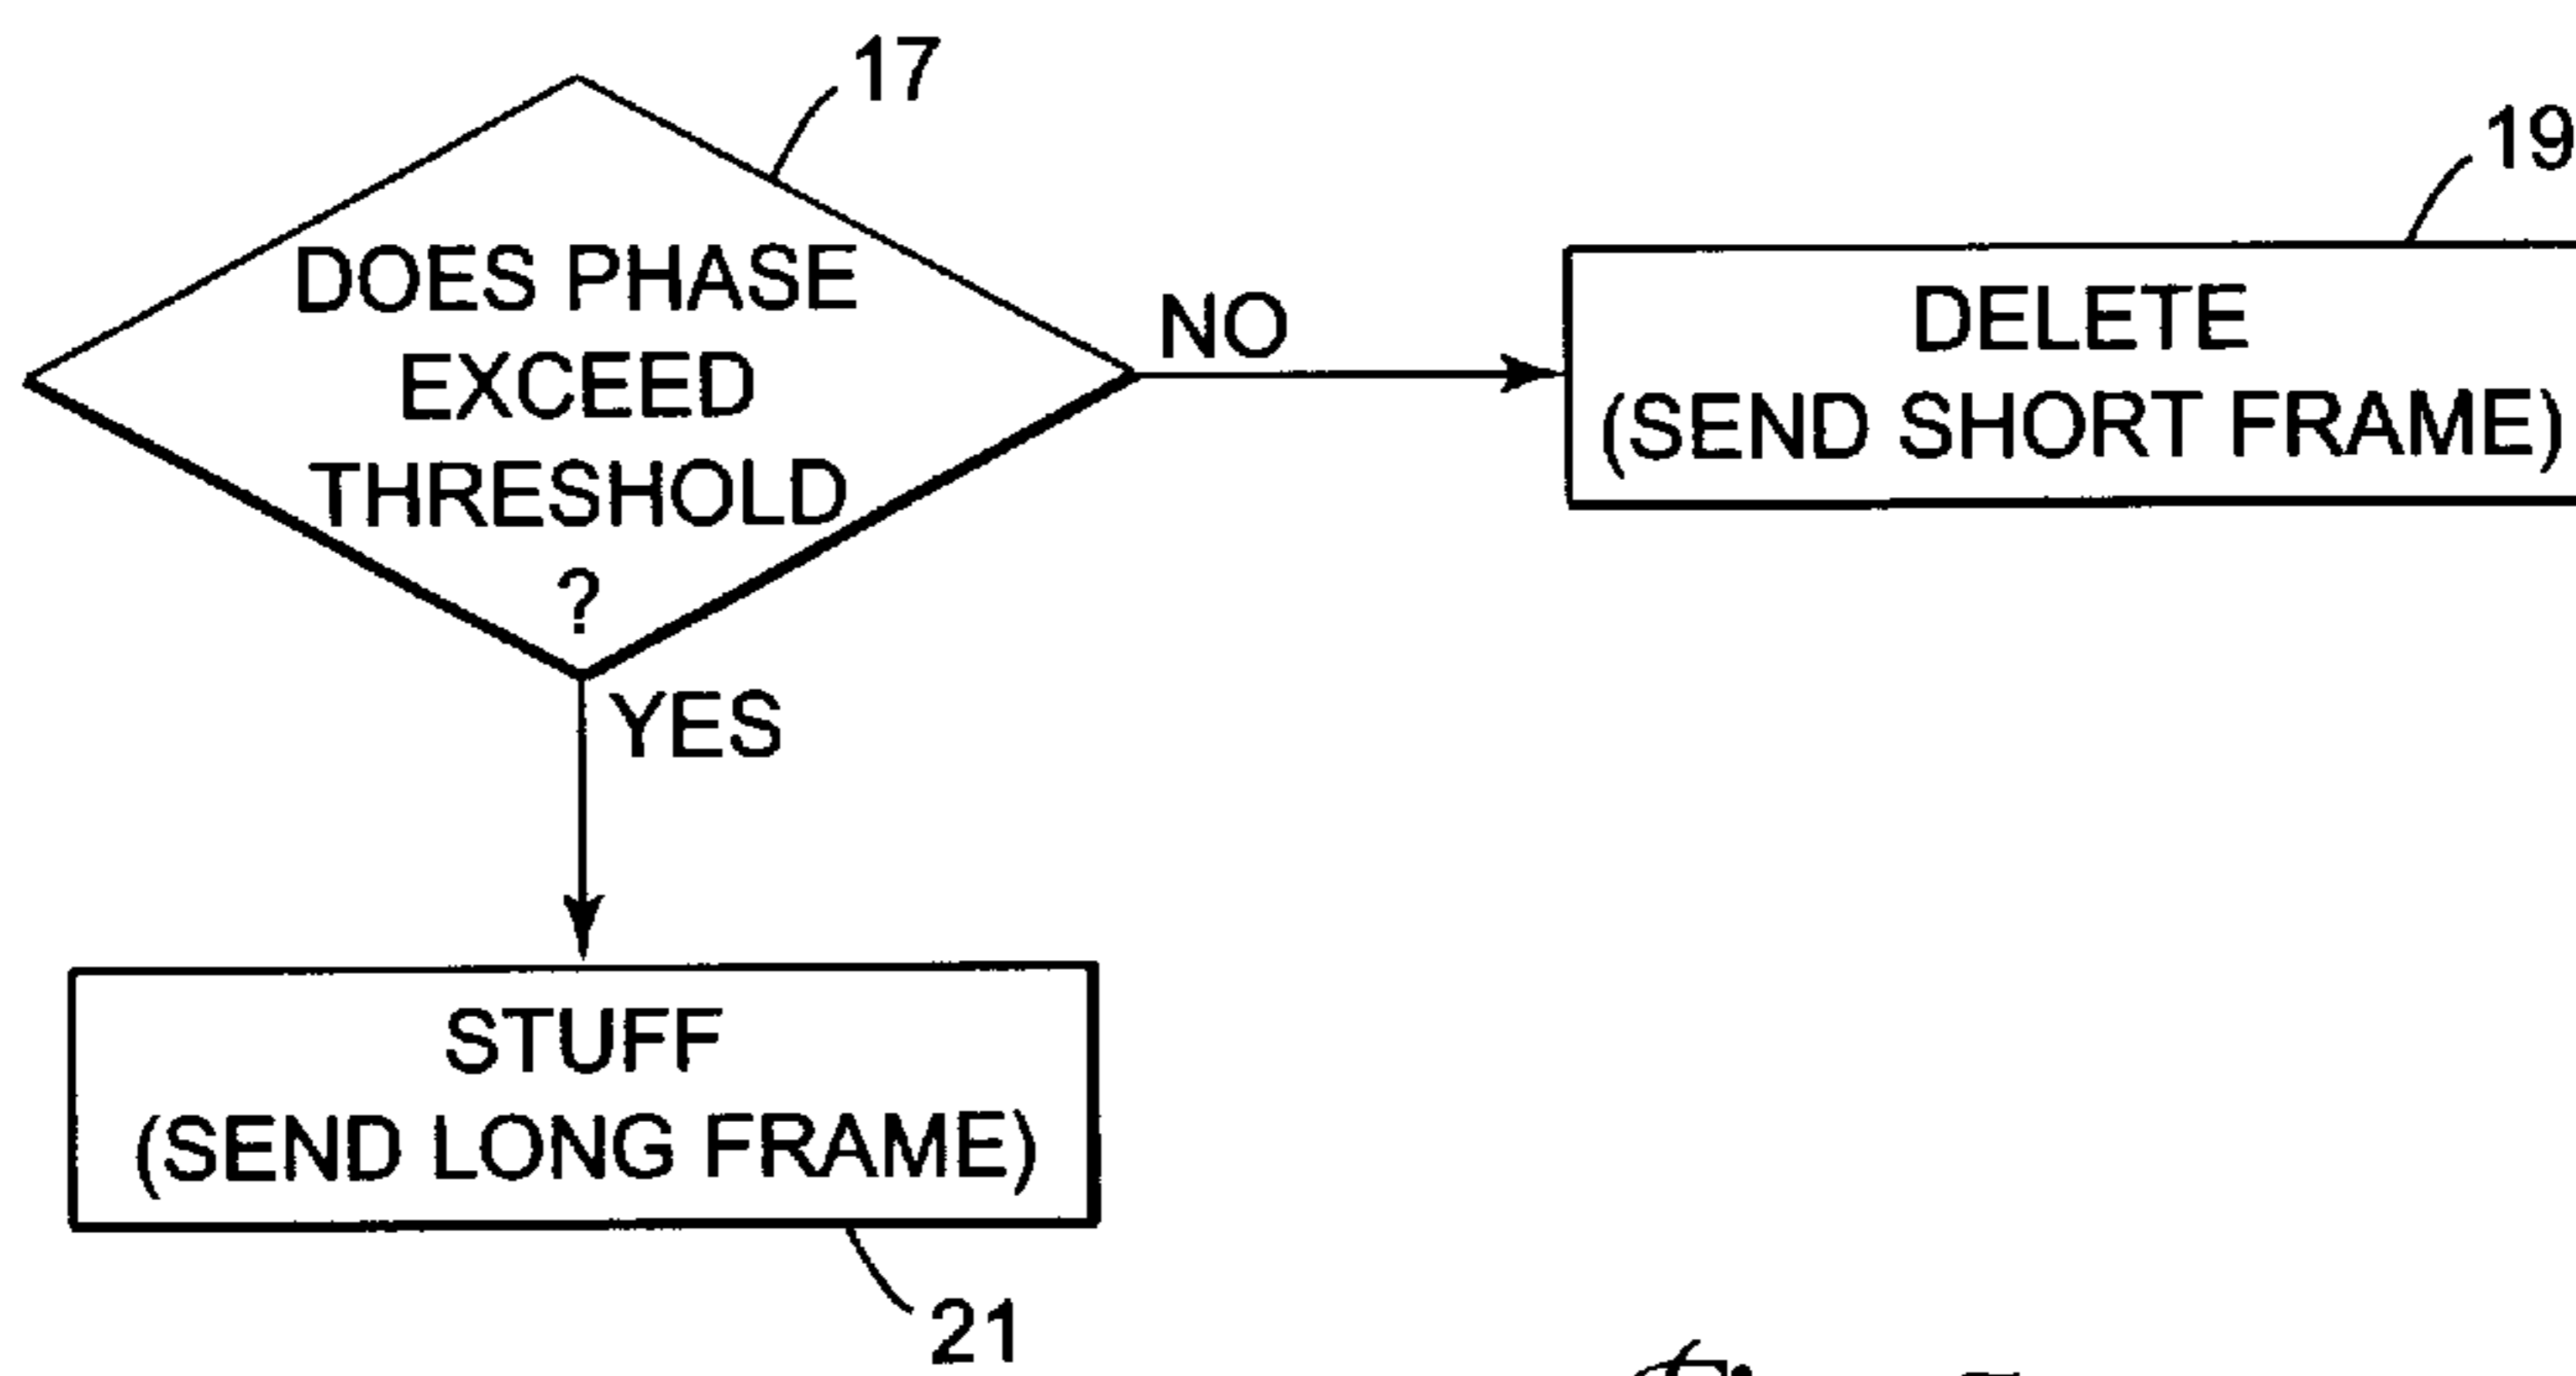 17
19
DOES PHASE
EXCEED
THRESHOLD
?
NO
DELETE
(SEND SHORT FRAME)
YES
STUFF
(SEND LONG FRAME)
21